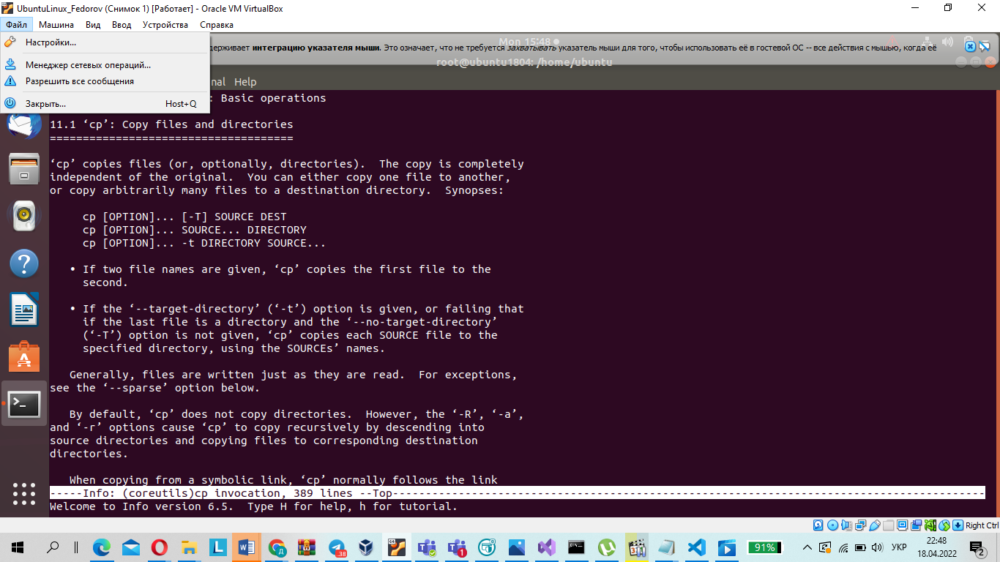 UbuntuLinux_Fedorov (Снимок 1) [Работает] - Oracle VM VirtualBox
Файл Машина Вид Ввод Устройства Справка
Настройки...
Менеджер сетевых операций...
Разрешить все сообщения
Закрыть... Host+Q
Mon 15:48
держивает интеграцию указателя мыши. Это означает, что не требуется захватывать указатель мыши для того, чтобы использовать её в гостевой ОС -- все действия с мышью, когда её
root@ubuntu1804: /home/ubuntu
nal Help
: Basic operations
11.1 ‘cp’: Copy files and directories
=====================================
‘cp’ copies files (or, optionally, directories).  The copy is completely
independent of the original.  You can either copy one file to another,
or copy arbitrarily many files to a destination directory.  Synopses:
cp [OPTION]... [-T] SOURCE DEST
cp [OPTION]... SOURCE... DIRECTORY
cp [OPTION]... -t DIRECTORY SOURCE...
• If two file names are given, ‘cp’ copies the first file to the
second.
• If the ‘--target-directory’ (‘-t’) option is given, or failing that
if the last file is a directory and the ‘--no-target-directory’
(‘-T’) option is not given, ‘cp’ copies each SOURCE file to the
specified directory, using the SOURCEs’ names.
Generally, files are written just as they are read.  For exceptions,
see the ‘--sparse’ option below.
By default, ‘cp’ does not copy directories.  However, the ‘-R’, ‘-a’,
and ‘-r’ options cause ‘cp’ to copy recursively by descending into
source directories and copying files to corresponding destination
directories.
When copying from a symbolic link, ‘cp’ normally follows the link
-----Info: (coreutils)cp invocation, 389 lines --Top-----------------------------------------------------------------------------------------
Welcome to Info version 6.5.  Type H for help, h for tutorial.
Right Ctrl
91%
УКР
22:48
18.04.2022